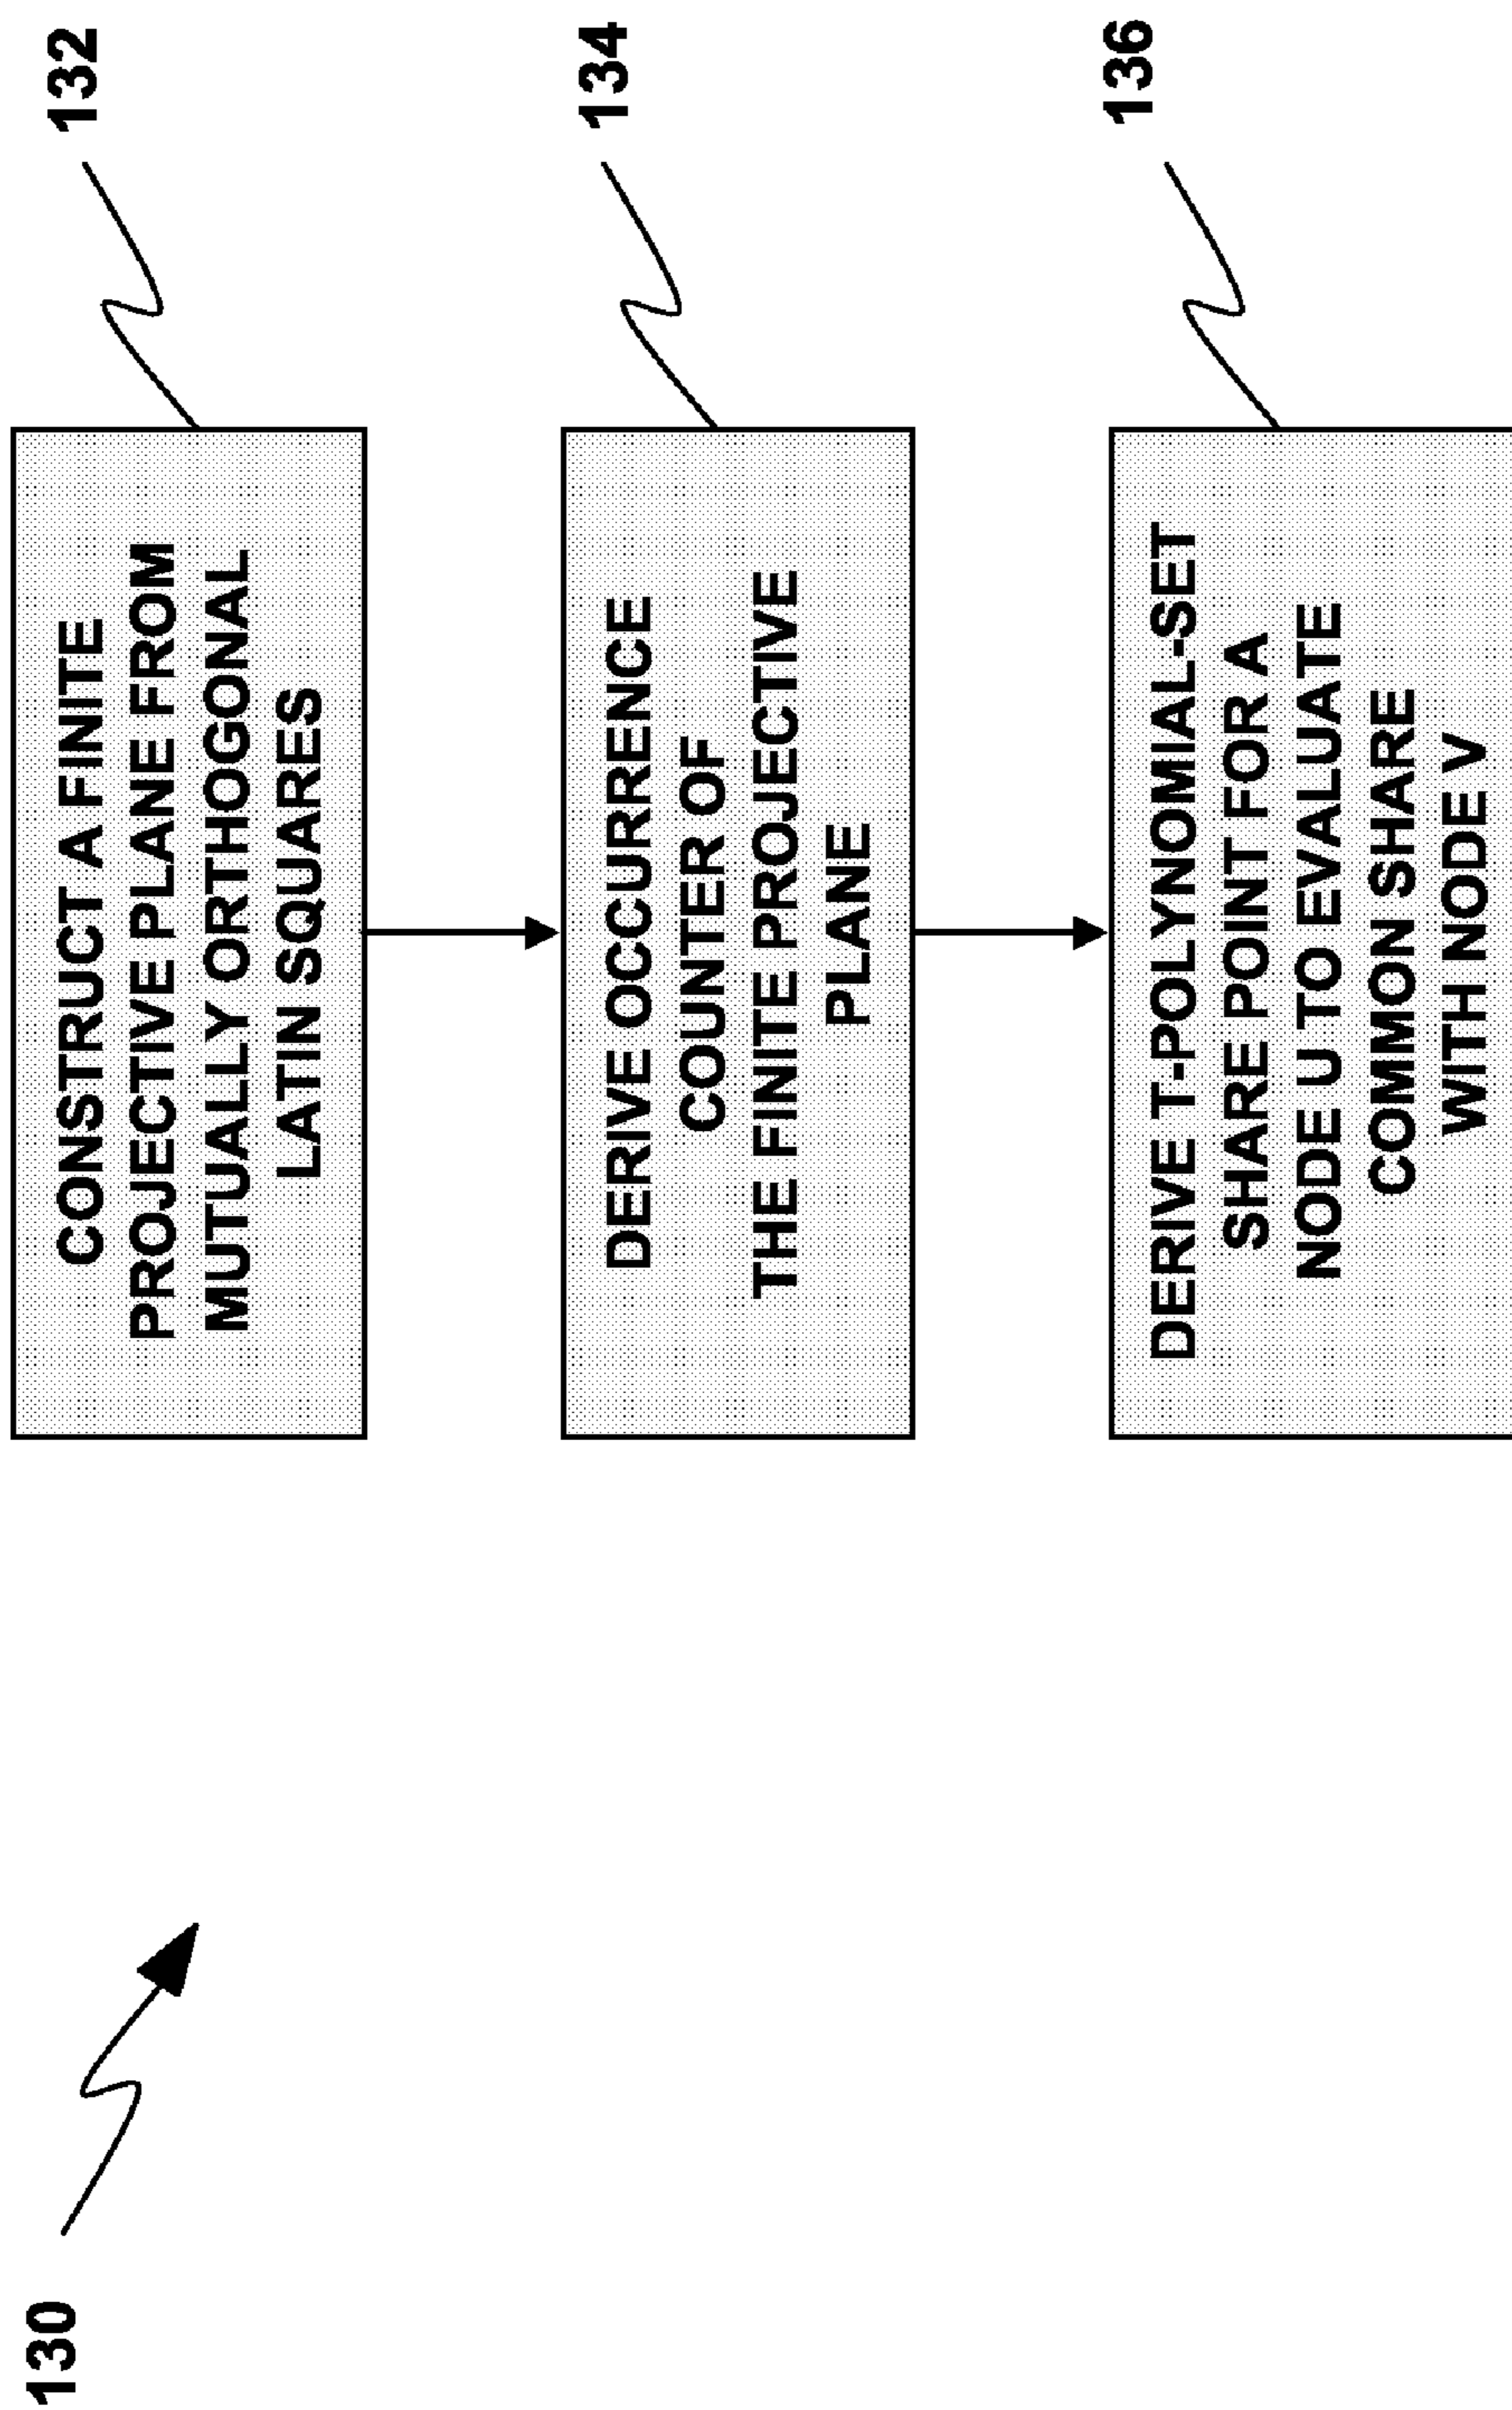 130
CONSTRUCT A FINITE
PROJECTIVE PLANE FROM
MUTUALLY ORTHOGONAL
LATIN SQUARES
132
DERIVE OCCURRENCE
COUNTER OF
THE FINITE PROJECTIVE
PLANE
134
DERIVE T-POLYNOMIAL-SET
SHARE POINT FOR A
NODE U TO EVALUATE
COMMON SHARE
WITH NODE V
136